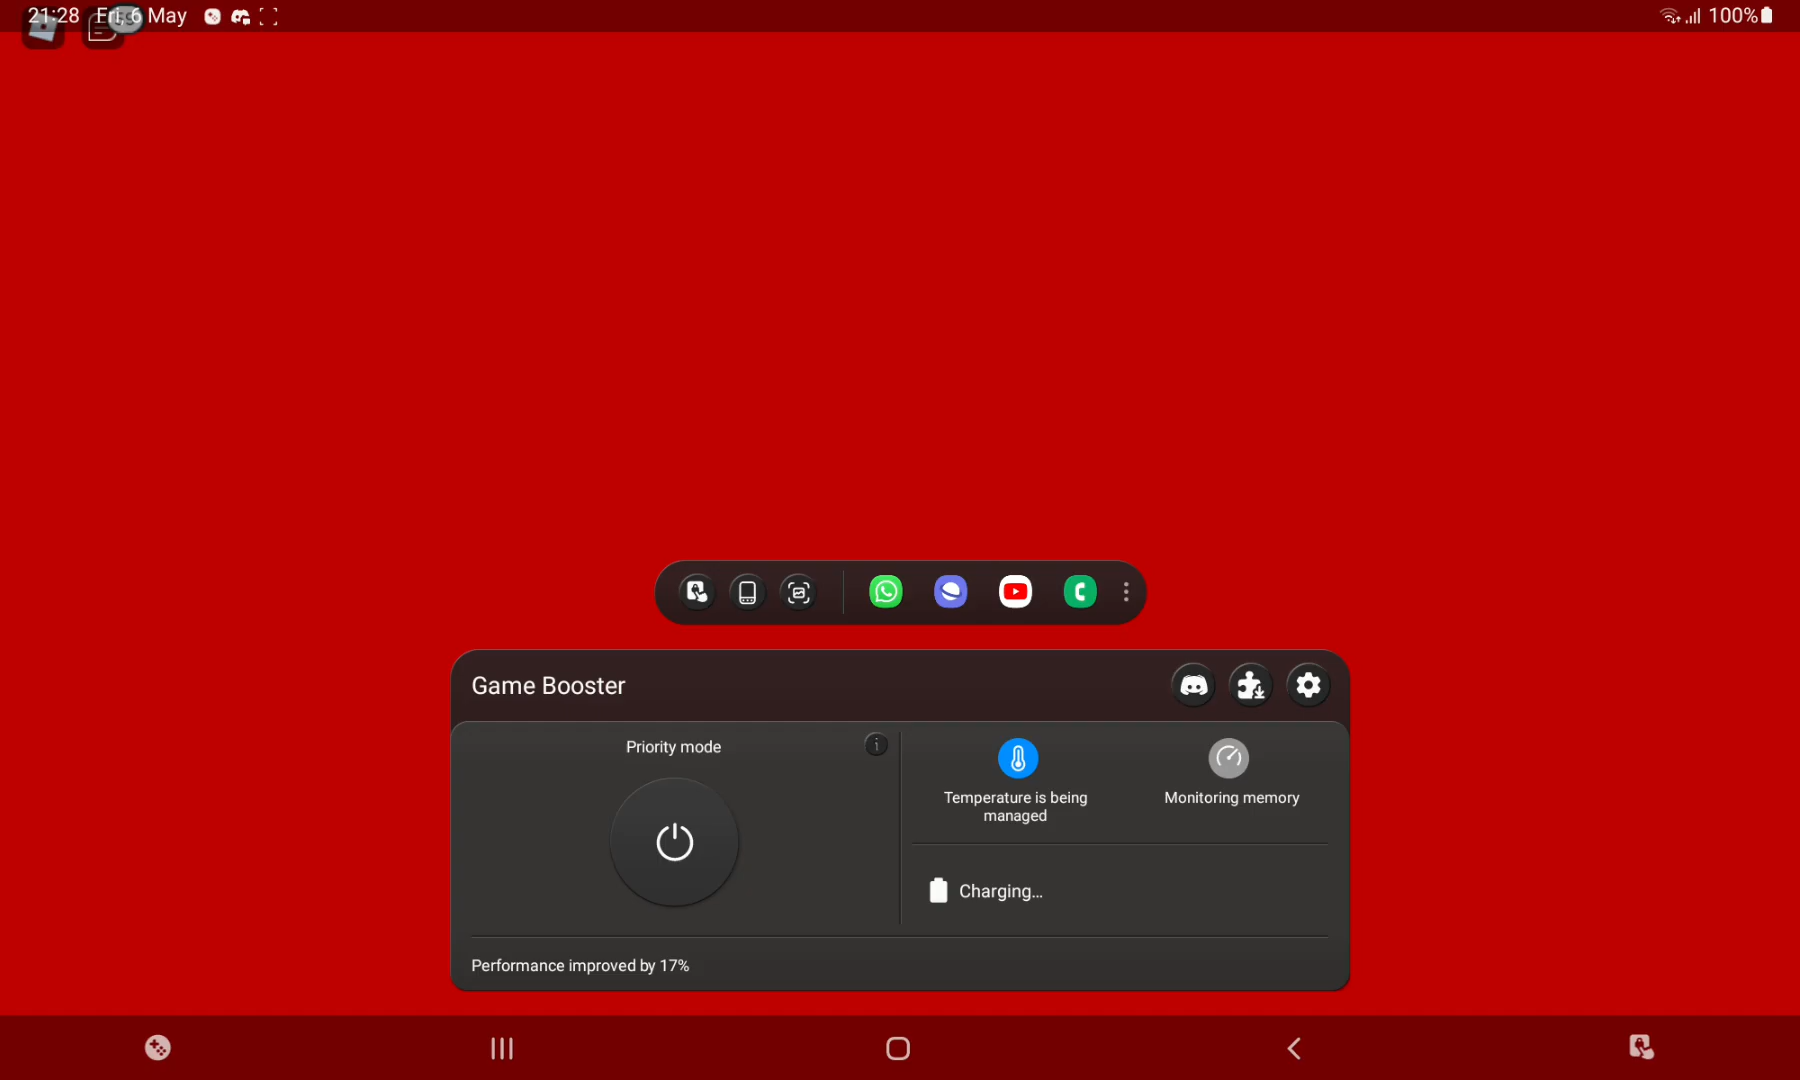 21:28 Fri, 6 May 100%
Game Booster
Priority mode
Temperature is being
managed
Monitoring memory
Charging...
Performance improved by 17%